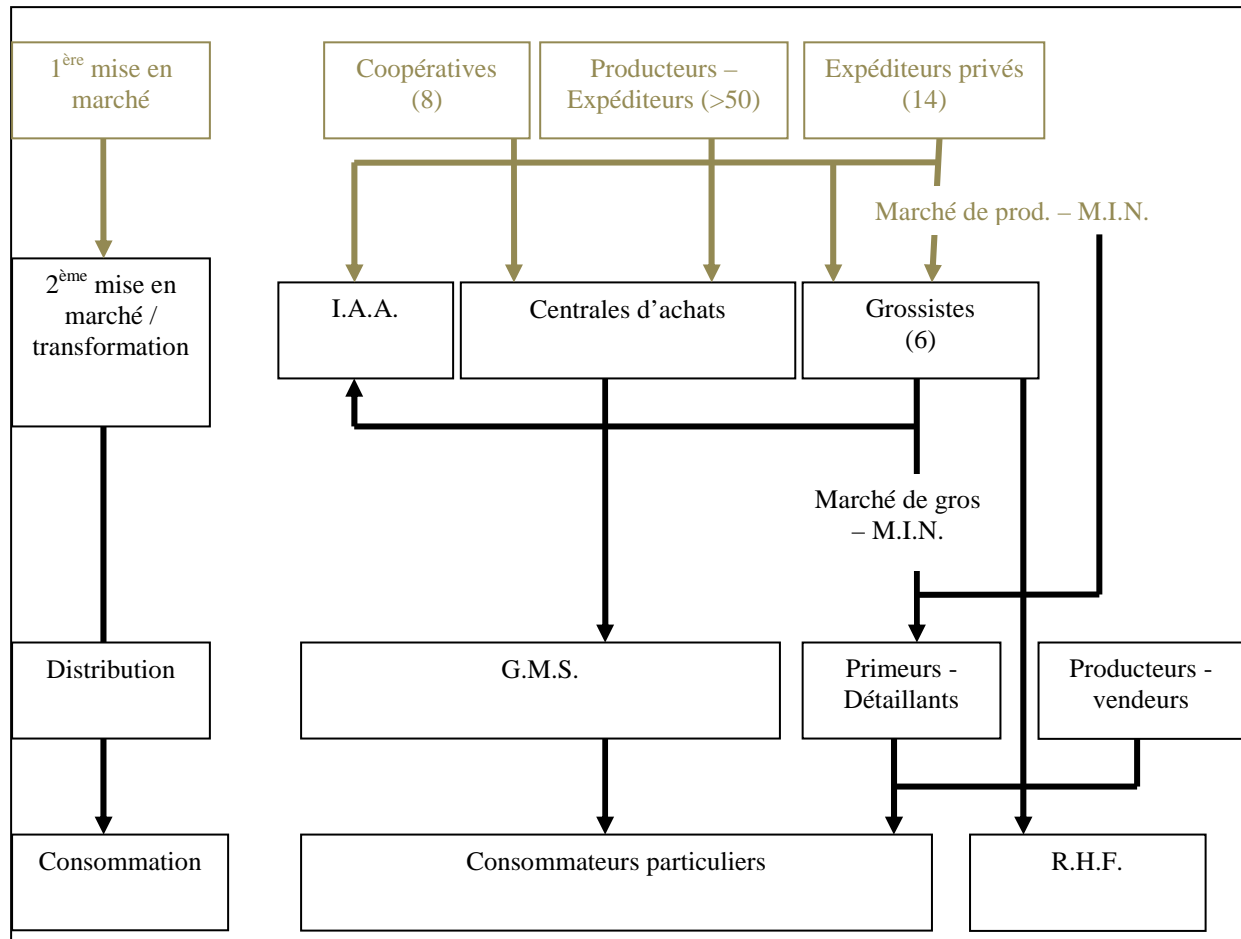 1ère mise en
marché
Coopératives
(8)
Producteurs –
Expéditeurs (>50)
Expéditeurs privés
(14)
Marché de prod. – M.I.N.
2ème mise en
marché /
transformation
I.A.A.
Centrales d’achats
Grossistes
(6)
Marché de gros
– M.I.N.
Distribution
G.M.S.
Primeurs -
Détaillants
Producteurs -
vendeurs
Consommation
Consommateurs particuliers
R.H.F.